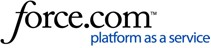 force.com™
platform as a service